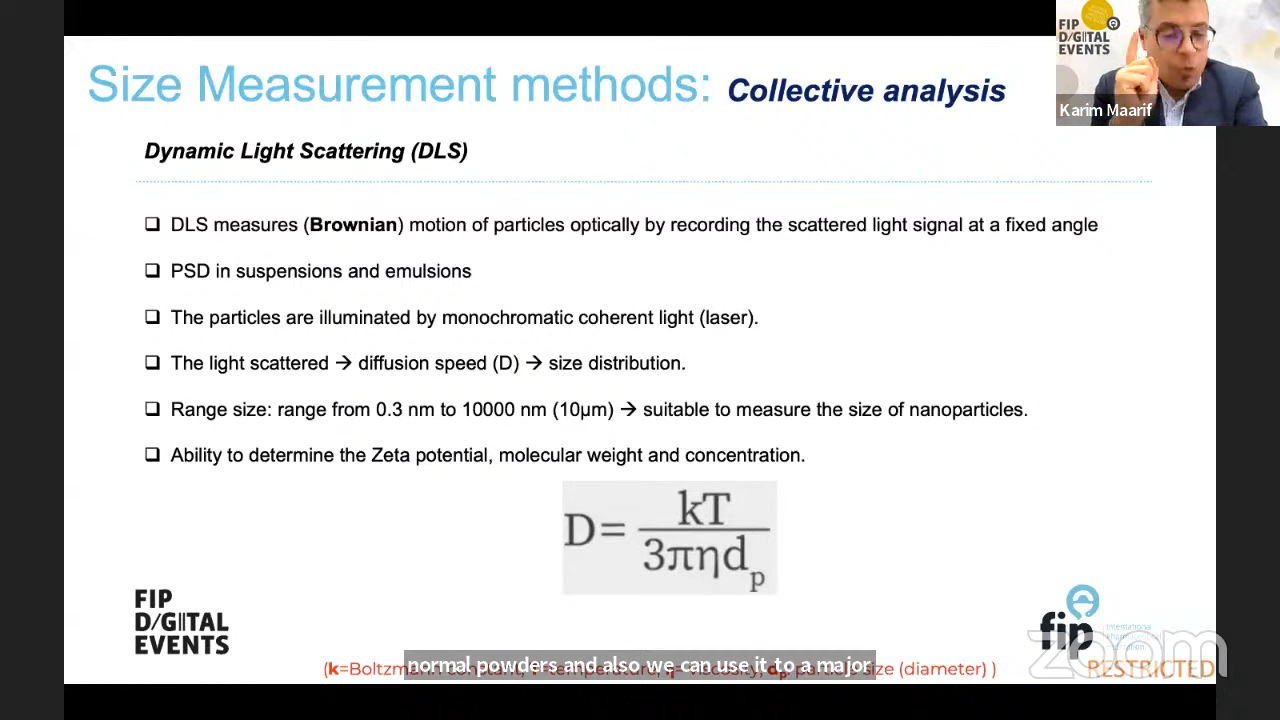 Size Measurement methods: Collective analysis
FIP
D/G/TAL
EVENTS
Karim Maarif
Dynamic Light Scattering (DLS)
❑ DLS measures (Brownian) motion of particles optically by recording the scattered light signal at a fixed angle
❑ PSD in suspensions and emulsions
❑ The particles are illuminated by monochromatic coherent light (laser).
❑ The light scattered → diffusion speed (D) → size distribution.
❑ Range size: range from 0.3 nm to 10000 nm (10µm) → suitable to measure the size of nanoparticles.
❑ Ability to determine the Zeta potential, molecular weight and concentration.
D= kT
3πηdp
FIP
D/GITAL
EVENTS
fip
International
zoom
normal powders and also we can use it to a major
(k=Boltzm size (diameter) )
RESTRICTED